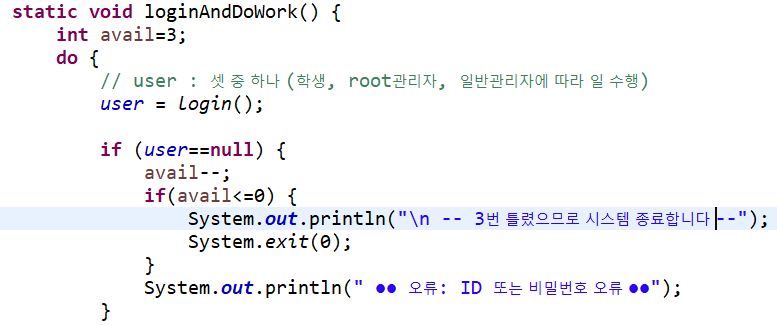 static void loginAndDoWork() {
    int avail=3;
    do {
        // user : 셋 중 하나 (학생, root관리자, 일반관리자에 따라 일 수행)
        user = login();
        if (user==null) {
            avail--;
            if(avail<=0) {
                System.out.println("\n -- 3번 틀렸으므로 시스템 종료합니다 --");
                System.exit(0);
            }
            System.out.println(" ●● 오류: ID 또는 비밀번호 오류 ●●");
        }